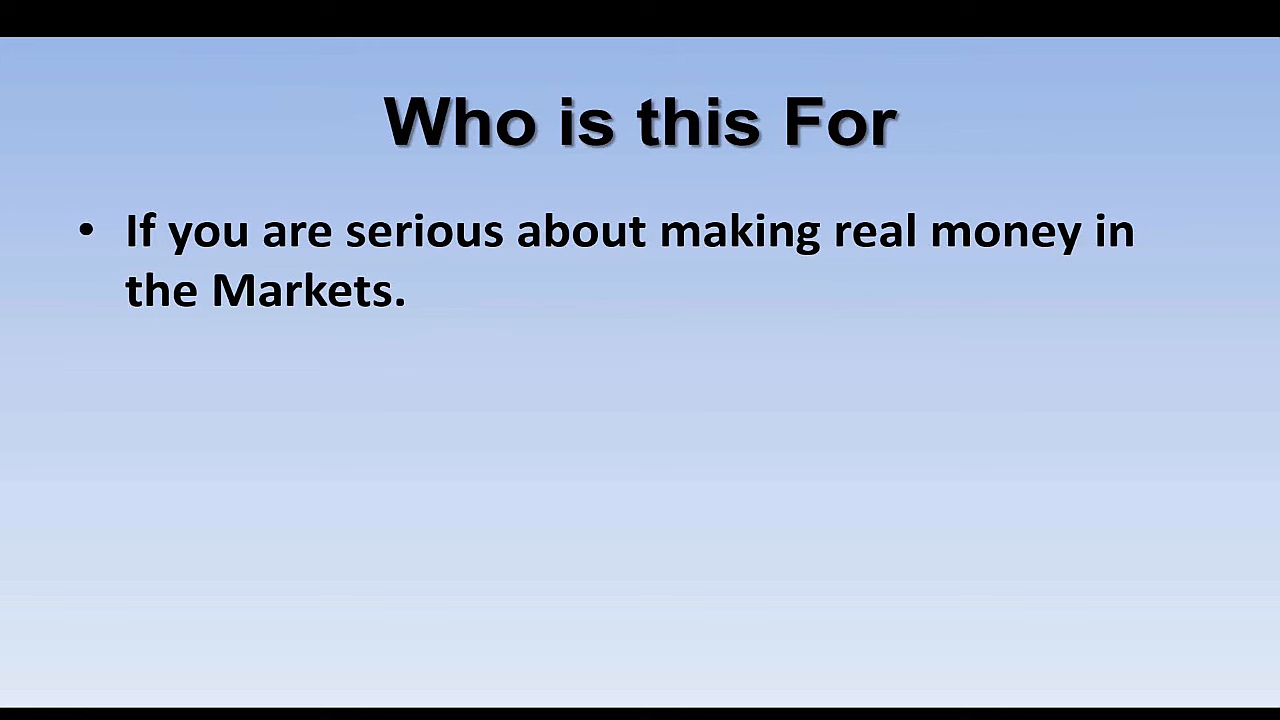 Who is this For
• If you are serious about making real money in
the Markets.